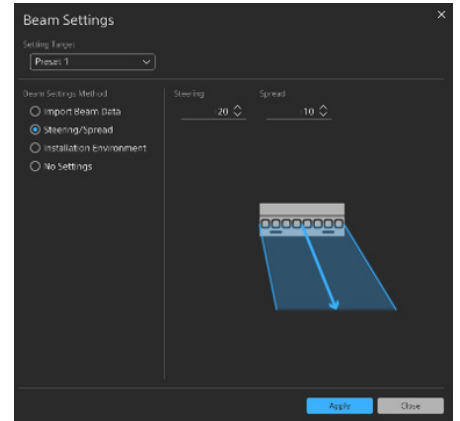 Beam Settings
Setting Target
Preset 1
Beam Settings Method
Import Beam Data
Steering/Spread
Installation Environment
No Settings
Steering
Spread
-20
-10
Apply
Close